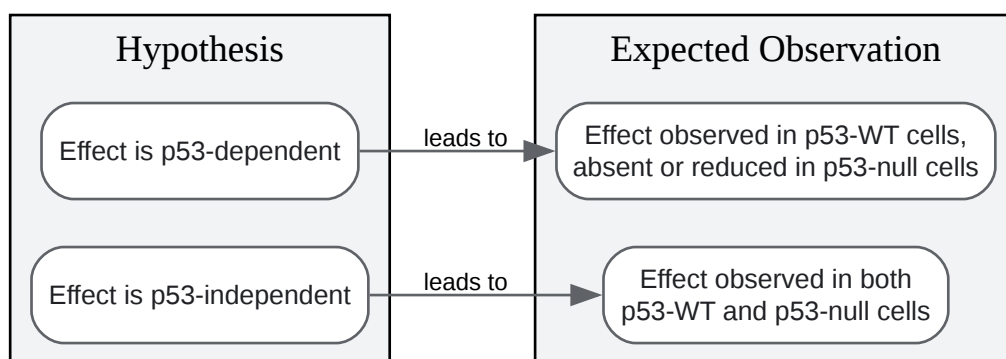 Hypothesis
Effect is p53-dependent
Effect is p53-independent
leads to
leads to
Expected Observation
Effect observed in p53-WT cells,
absent or reduced in p53-null cells
Effect observed in both
p53-WT and p53-null cells